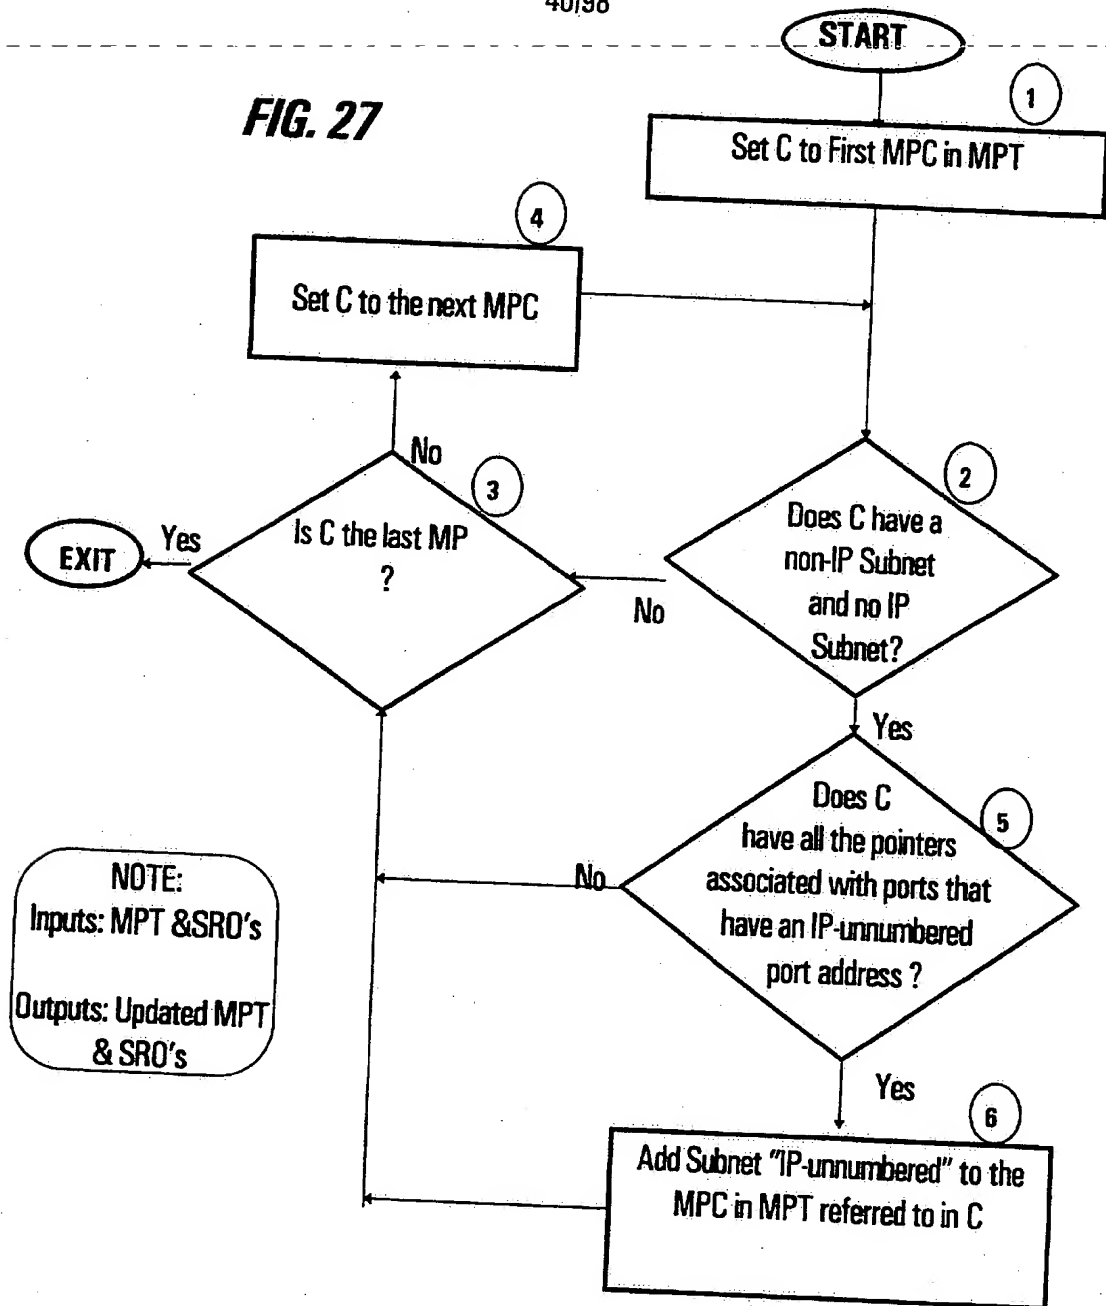 40/98
START
FIG. 27
1
Set C to First MPC in MPT
4
Set C to the next MPC
No
3
2
Is C the last MP
?
Does C have a
non-IP Subnet
and no IP
Subnet?
EXIT
Yes
No
Yes
Does C
have all the pointers
associated with ports that
have an IP-unnumbered
port address ?
5
No
NOTE:
Inputs: MPT &SRO's
Outputs: Updated MPT
& SRO's
Yes
6
Add Subnet "IP-unnumbered" to the
MPC in MPT referred to in C